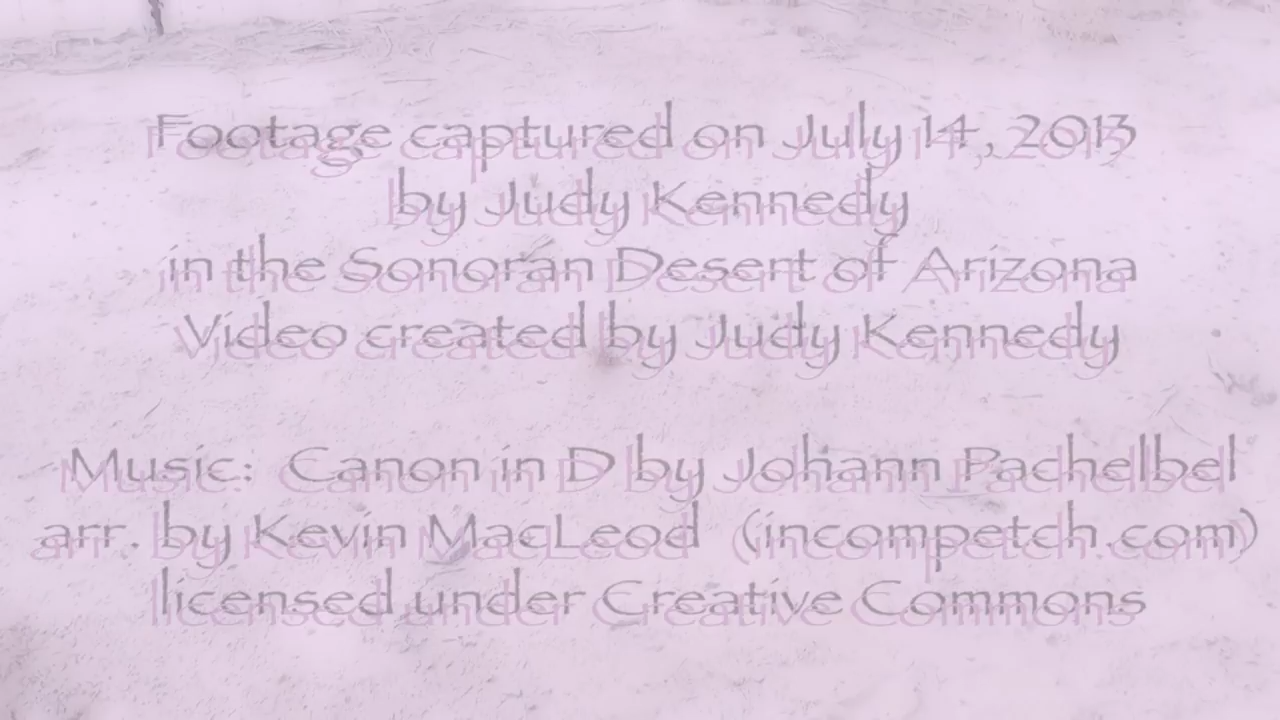 Footage captured on July 14, 2013
by Judy Kennedy
in the Sonoran Desert of Arizona
Video created by Judy Kennedy
Music: Canon in D by Johann Pachelbel
arr. by Kevin MacLeod (incompetch.com)
licensed under Creative Commons